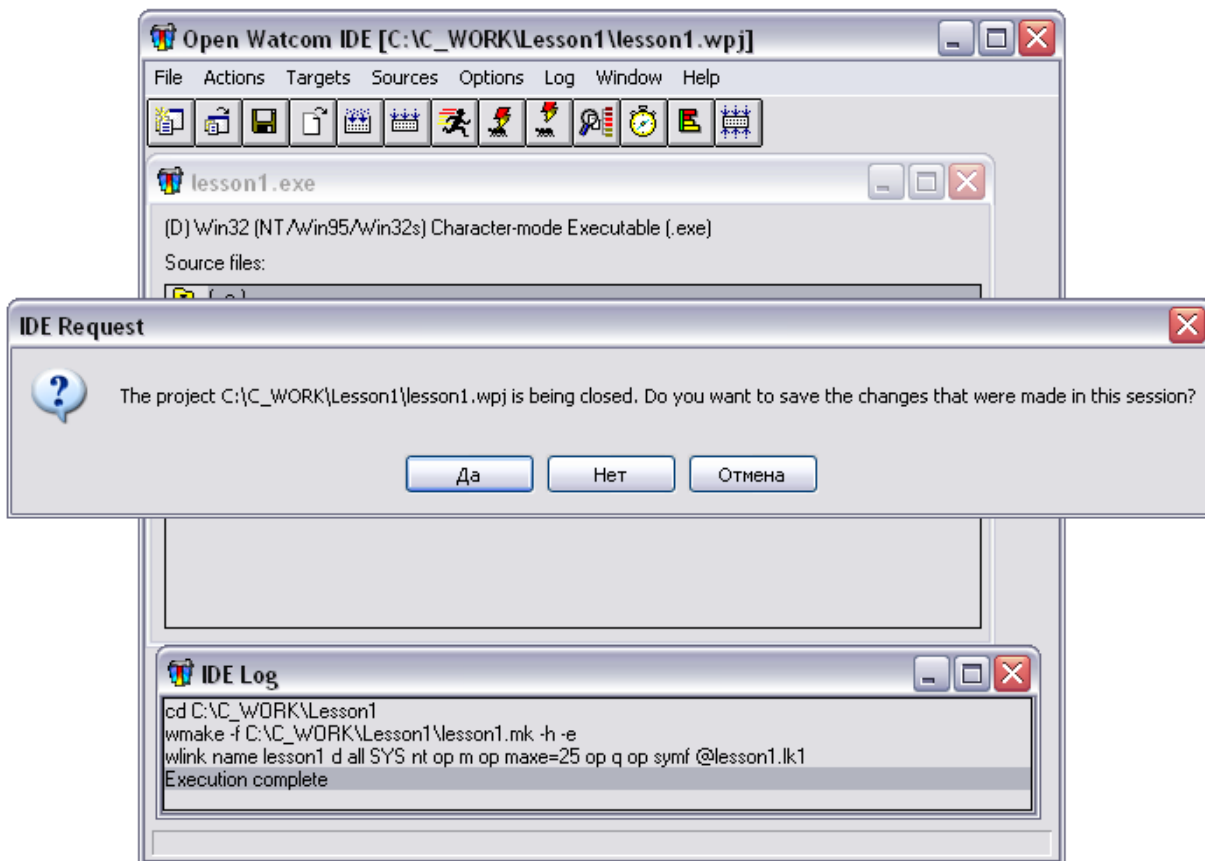 Open Watcom IDE [C:\C_WORK\Lesson1\lesson1.wpj]
File Actions Targets Sources Options Log Window Help
lesson1.exe
(D) Win32 (NT/Win95/Win32s) Character-mode Executable (.exe)
Source files:
IDE Request
The project C:\C_WORK\Lesson1\lesson1.wpj is being closed. Do you want to save the changes that were made in this session?
Да Нет Отмена
IDE Log
cd C:\C_WORK\Lesson1
wmake -f C:\C_WORK\Lesson1\lesson1.mk -h -e
wlink name lesson1 d all SYS nt op m op maxe=25 op q op symf @lesson1.lk1
Execution complete